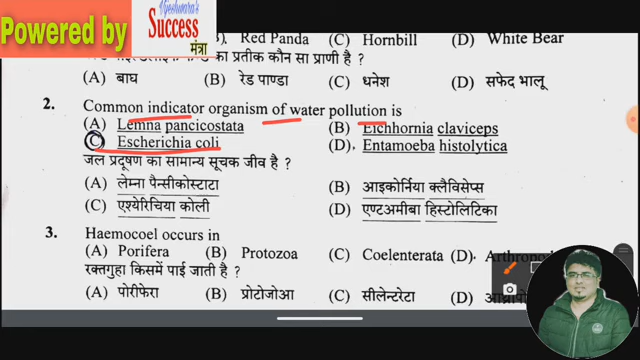 Powered by
Vijeshwara's
Success
मंत्रा
(B) Red Panda (C) Hornbill (D) White Bear
का प्रतीक कौन सा प्राणी है ?
(A) बाघ (B) रेड पाण्डा (C) धनेश (D) सफेद भालू
2. Common indicator organism of water pollution is
(A) Lemna pancicostata (B) Eichhornia claviceps
(C) Escherichia coli (D) Entamoeba histolytica
जल प्रदूषण का सामान्य सूचक जीव है ?
(A) लेम्ना पैन्सीकोस्टाटा (B) आइकोर्निया क्लैविसेप्स
(C) एश्येरिचिया कोली (D) एण्टअमीबा हिस्टोलिटिका
3. Haemocoel occurs in
(A) Porifera (B) Protozoa (C) Coelenterata (D)
रक्तगुहा किसमें पाई जाती है ?
(A) पोरीफेरा (B) प्रोटोजोआ (C) सीलेन्टरेटा (D)